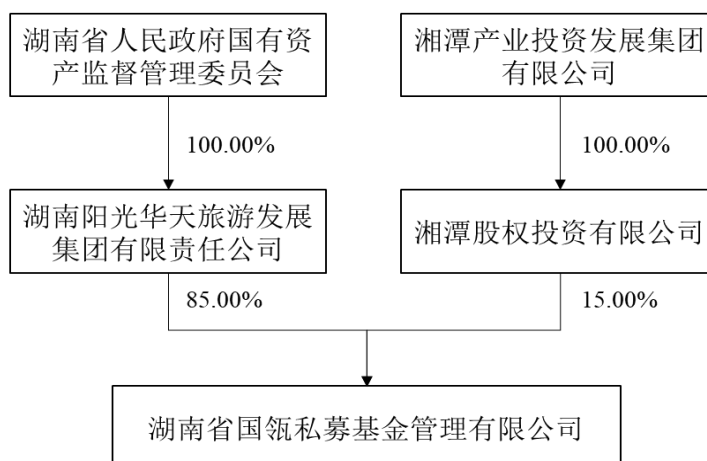 湖南省人民政府国有资
产监督管理委员会
湘潭产业投资发展集团
有限公司
100.00%
100.00%
湖南阳光华天旅游发展
集团有限责任公司
湘潭股权投资有限公司
85.00%
15.00%
湖南省国瓴私募基金管理有限公司